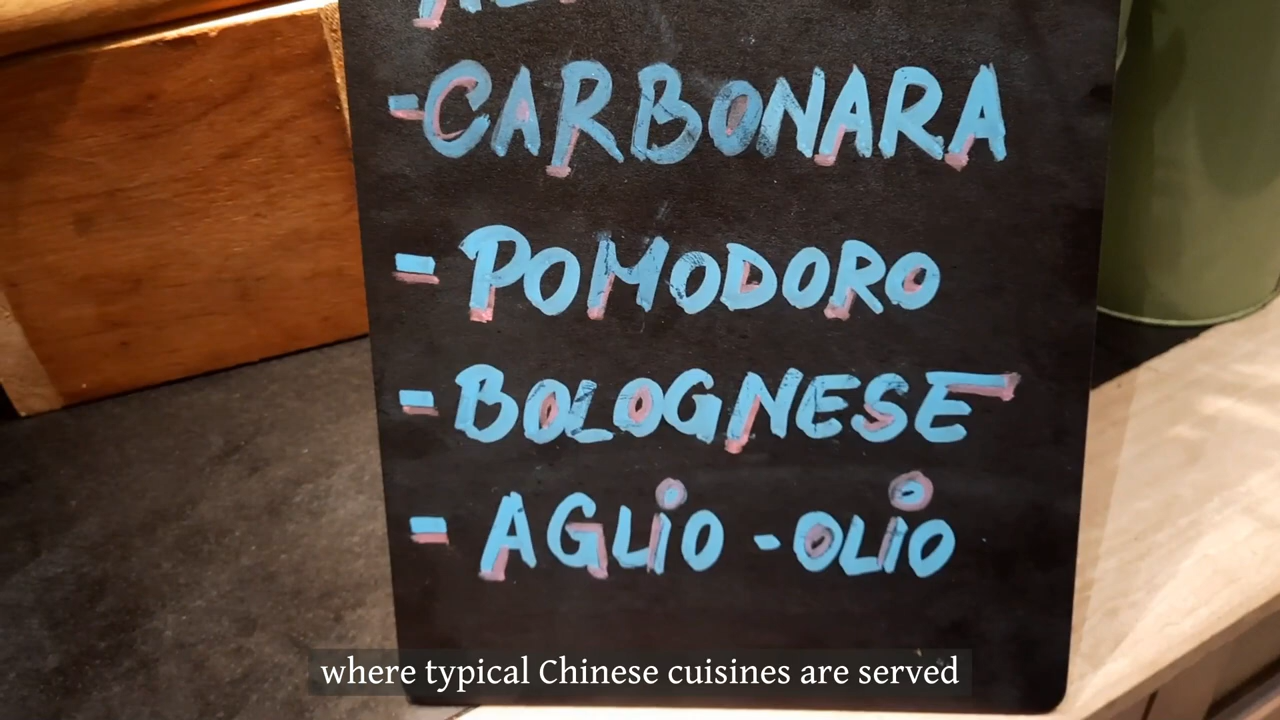 - CARBONARA
- POMODORO
- BOLOGNESE
- AGLIO - OLIO
where typical Chinese cuisines are served